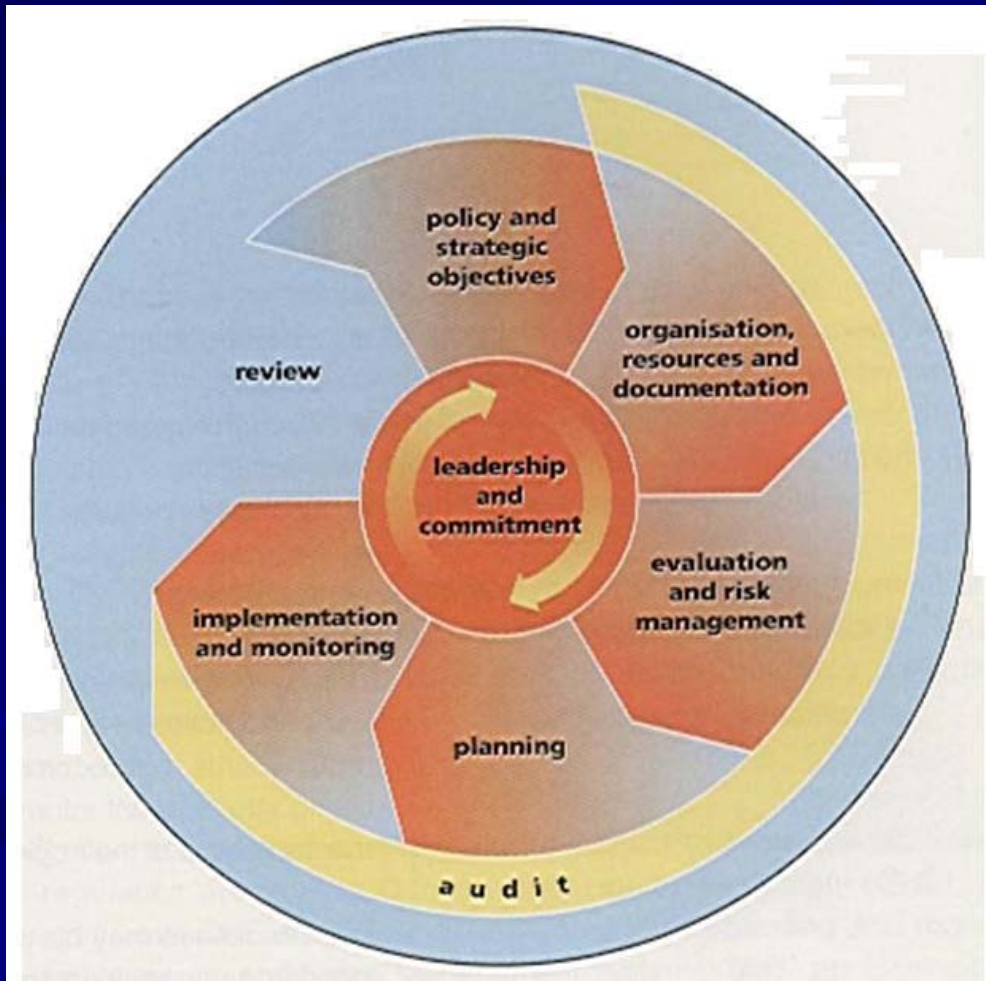 policy and
strategic
objectives
organisation,
resources and
documentation
evaluation
and risk
management
planning
implementation
and monitoring
review
leadership
and
commitment
audit